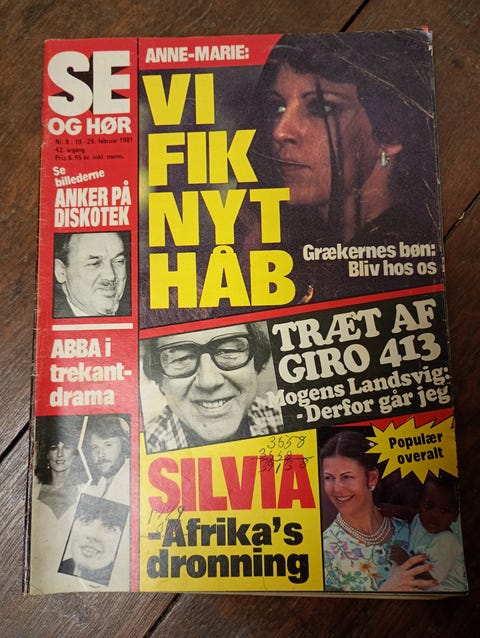 SE
OG HØR
Nr. 8 : 19.-25. februar 1981
42. årgang
Pris 6.95 kr. inkl. moms.
Se
billederne
ANKER PÅ
DISKOTEK
ABBA i
trekant-
drama
ANNE-MARIE:
VI
FIK
NYT
HÅB
Grækernes bøn:
Bliv hos os
TRÆT AF
GIRO 413
Mogens Landsvig:
-Derfor går jeg
3658
SILVIA
-Afrika's
dronning
Populær
overalt